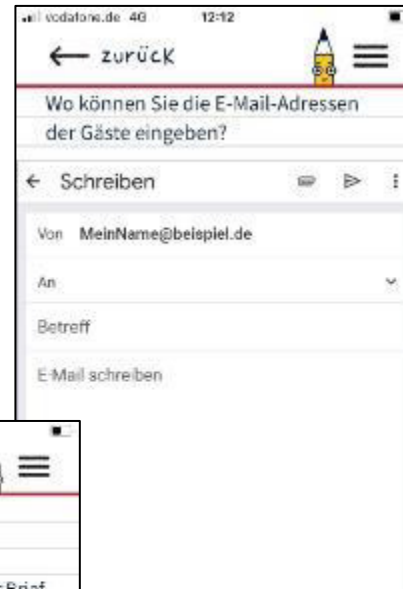 vodafone.de 4G 12:12
← zurück
Wo können Sie die E-Mail-Adressen
der Gäste eingeben?
← Schreiben
Von MeinName@beispiel.de
An
Betreff
E-Mail schreiben
Brief